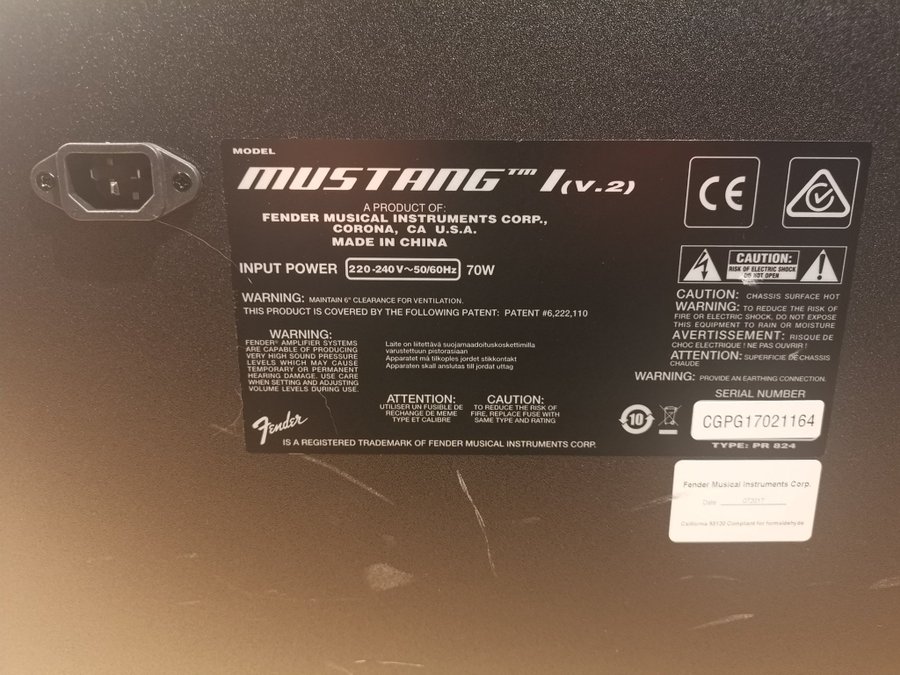 MODEL
MUSTANG™ I (V.2)
A PRODUCT OF:
FENDER MUSICAL INSTRUMENTS CORP.,
CORONA, CA U.S.A.
MADE IN CHINA
INPUT POWER 220-240V~50/60Hz 70W
WARNING: MAINTAIN 6" CLEARANCE FOR VENTILATION.
THIS PRODUCT IS COVERED BY THE FOLLOWING PATENT: PATENT #6,222,110
WARNING:
FENDER® AMPLIFIER SYSTEMS
ARE CAPABLE OF PRODUCING
VERY HIGH SOUND PRESSURE
LEVELS WHICH MAY CAUSE
TEMPORARY OR PERMANENT
HEARING DAMAGE. USE CARE
WHEN SETTING AND ADJUSTING
VOLUME LEVELS DURING USE.
Laite on liitettävä suojamaadoituskoskettimilla
varustettuun pistorasiaan
Apparatet må tilkoples jordet stikkontakt
Apparaten skall anslutas till jordat uttag
ATTENTION:
UTILISER UN FUSIBLE DE
RECHANGE DE MEME
TYPE ET CALIBRE
CAUTION:
TO REDUCE THE RISK OF
FIRE, REPLACE FUSE WITH
SAME TYPE AND RATING
Fender
IS A REGISTERED TRADEMARK OF FENDER MUSICAL INSTRUMENTS CORP.
CE
CAUTION:
RISK OF ELECTRIC SHOCK
DO NOT OPEN
CAUTION: CHASSIS SURFACE HOT
WARNING: TO REDUCE THE RISK OF
FIRE OR ELECTRIC SHOCK, DO NOT EXPOSE
THIS EQUIPMENT TO RAIN OR MOISTURE
AVERTISSEMENT: RISQUE DE
CHOC ELECTRIQUE ! NE PAS OUVRIR !
ATTENTION: SUPERFICIE DE CHASSIS
CHAUDE
WARNING: PROVIDE AN EARTHING CONNECTION.
SERIAL NUMBER
10
CGPG17021164
TYPE: PR 824
Fender Musical Instruments Corp.
Date
California 93120 Compliant for formaldehyde